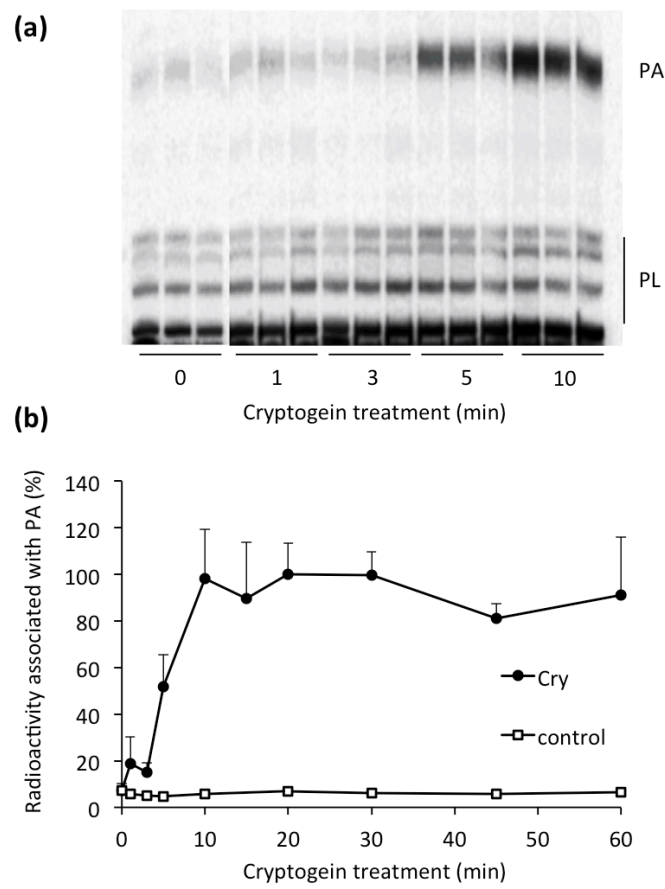 (a)
PA
PL
0 1 3 5 10
Cryptogein treatment (min)
(b)
Radioactivity associated with PA (%)
140
120
100
80
60
40
20
0
Cry
control
0 10 20 30 40 50 60
Cryptogein treatment (min)